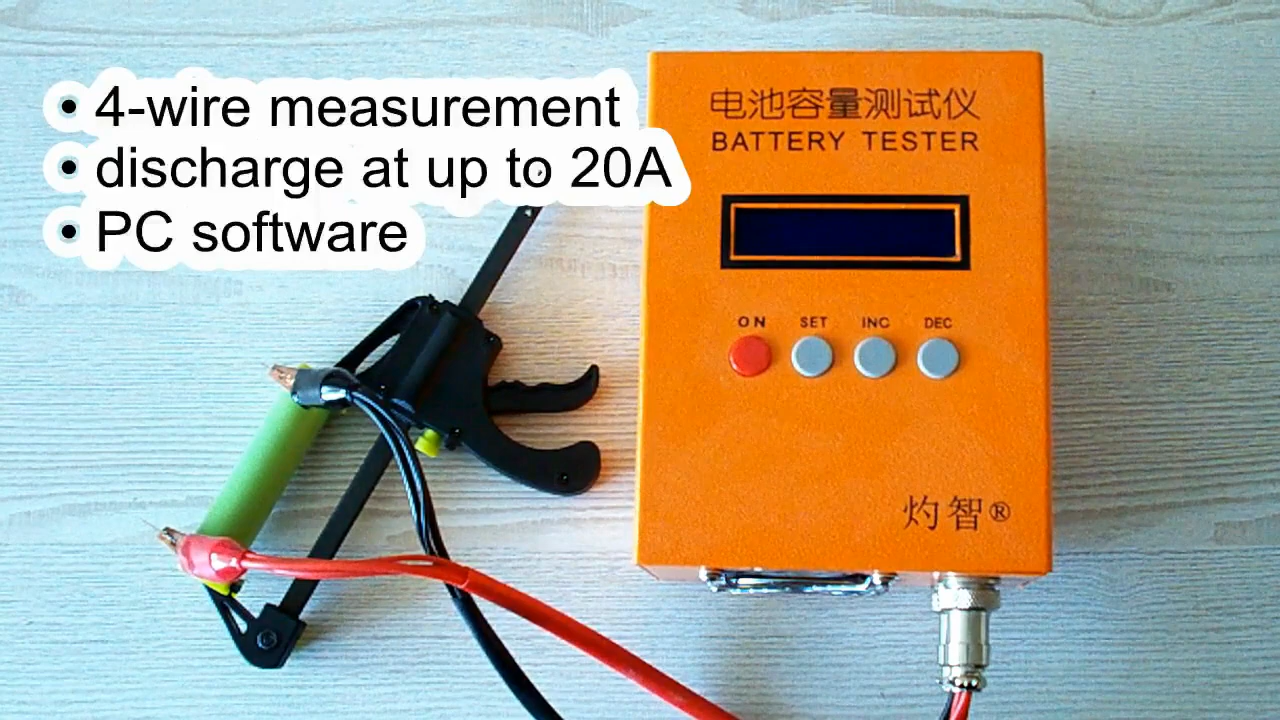 • 4-wire measurement
• discharge at up to 20A
• PC software
电池容量测试仪
BATTERY TESTER
ON SET INC DEC
灼智®